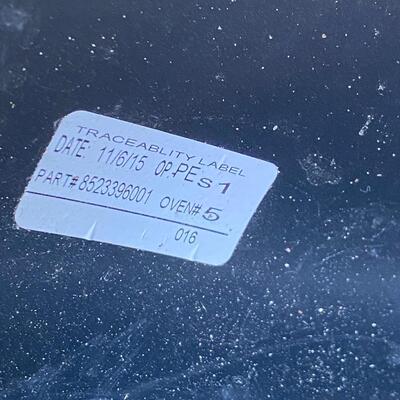 TRACEABLITY LABEL
DATE: 11/6/15 OP.PES1
PART# 8523396001 OVEN# 5
016